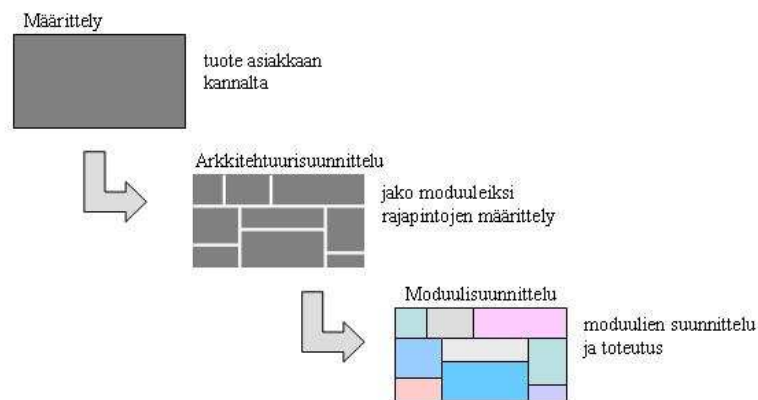 Määrittely
tuote asiakkaan
kannalta
Arkkitehtuurisuunnittelu
jako moduuleiksi
rajapintojen määrittely
Moduulisuunnittelu
moduulien suunnittelu
ja toteutus